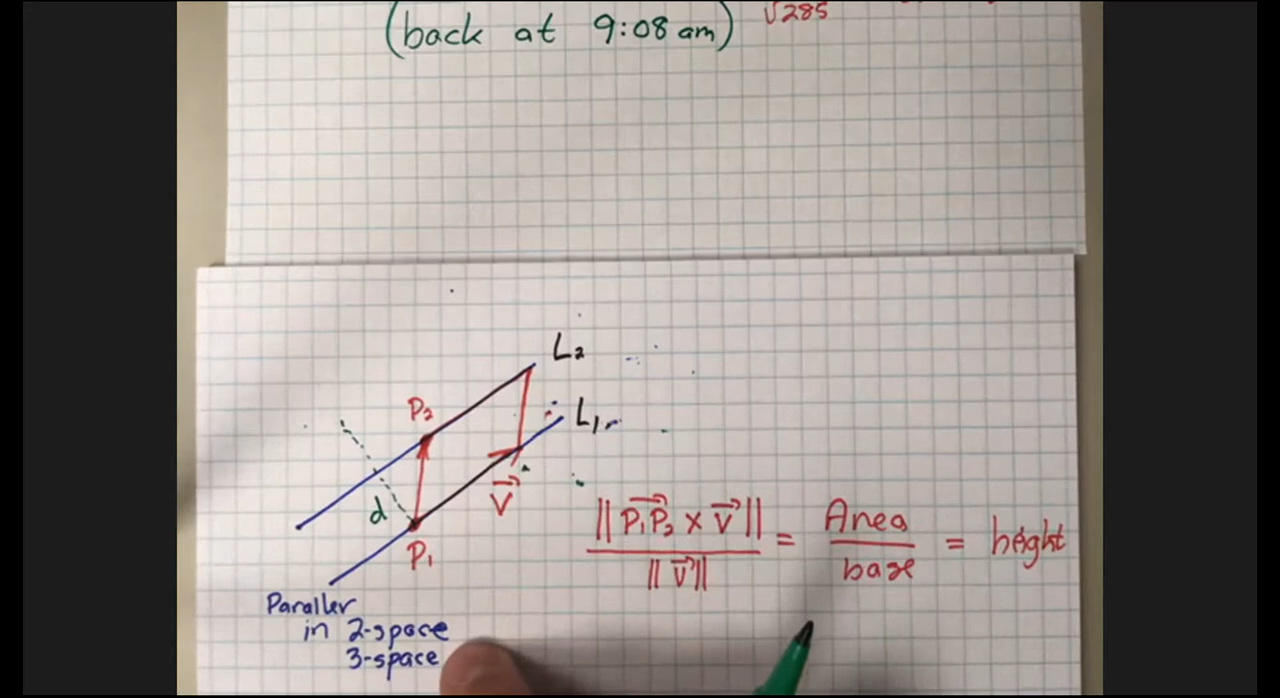 (back at 9:08 am)
√285
L₂
P₂
L₁
V⃗
d
P₁
||P₁P₂ × V⃗|| / ||V⃗|| = Area / base = height
Parallel
in 2-space
3-space